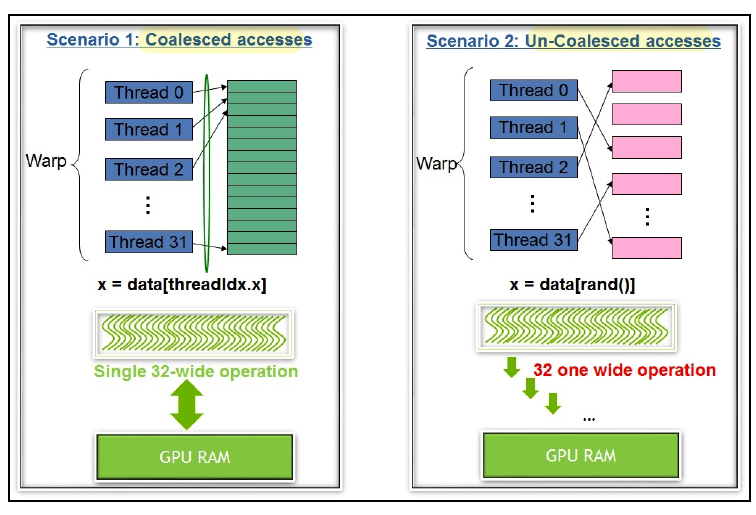 Scenario 1: Coalesced accesses
Warp
Thread 0
Thread 1
Thread 2
⋮
Thread 31
x = data[threadIdx.x]
Single 32-wide operation
GPU RAM
Scenario 2: Un-Coalesced accesses
Warp
Thread 0
Thread 1
Thread 2
⋮
⋮
Thread 31
x = data[rand()]
32 one wide operation
...
GPU RAM